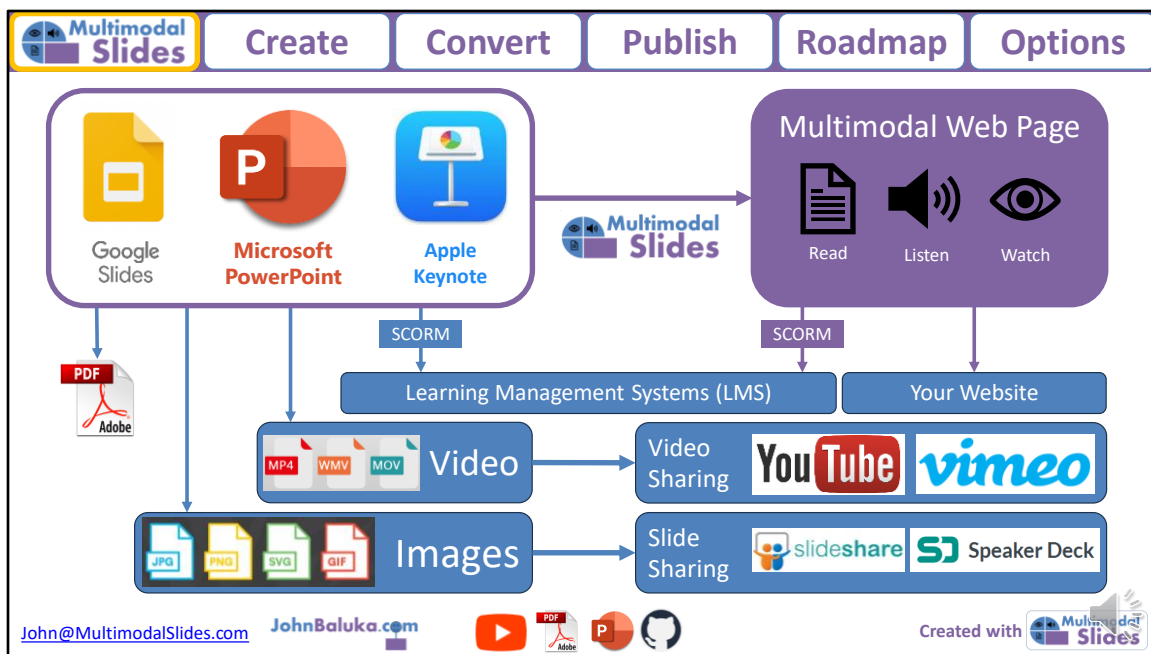 Multimodal
Slides
Create
Convert
Publish
Roadmap
Options
Google
Slides
P
Microsoft
PowerPoint
Apple
Keynote
Multimodal
Slides
Multimodal Web Page
Read
Listen
Watch
SCORM
SCORM
PDF
Adobe
Learning Management Systems (LMS)
Your Website
MP4
WMV
MOV
Video
Video
Sharing
YouTube
vimeo
JPG
PNG
SVG
GIF
Images
Slide
Sharing
slideshare
Speaker Deck
John@MultimodalSlides.com
JohnBaluka.com
PDF
Adobe
P
Created with
Multimodal
Slides